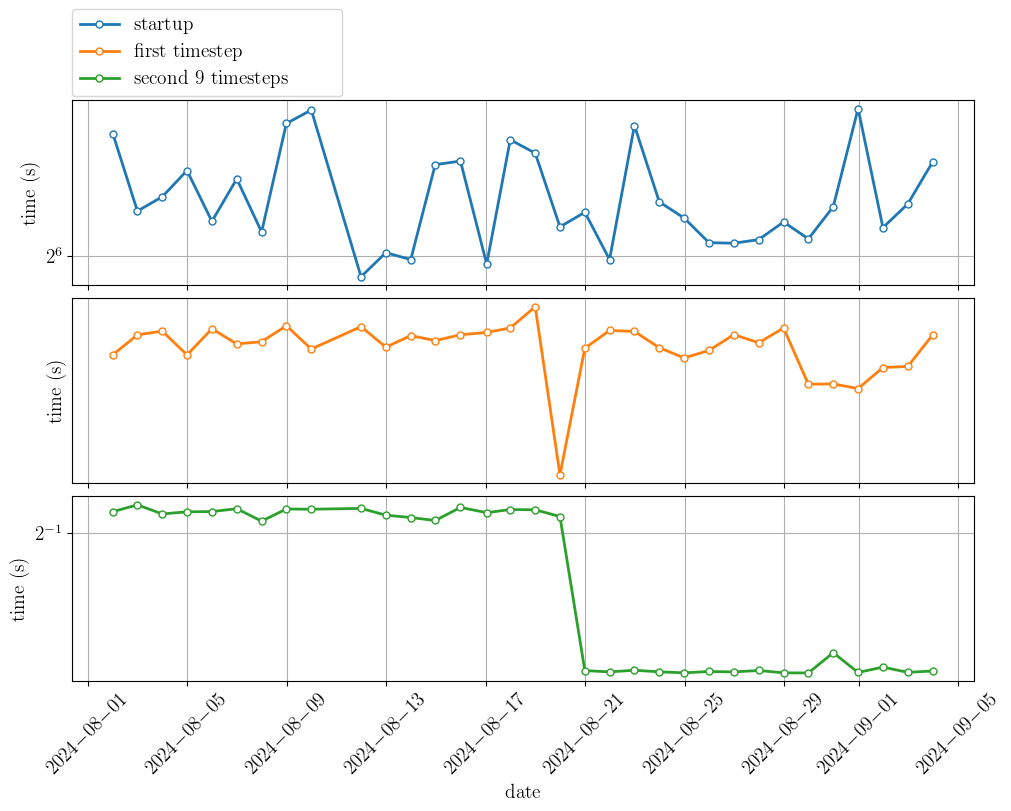 startup
first timestep
second 9 timesteps
time (s)
2^6
time (s)
time (s)
2^{-1}
2024−08−01
2024−08−05
2024−08−09
2024−08−13
2024−08−17
2024−08−21
2024−08−25
2024−08−29
2024−09−01
2024−09−05
date